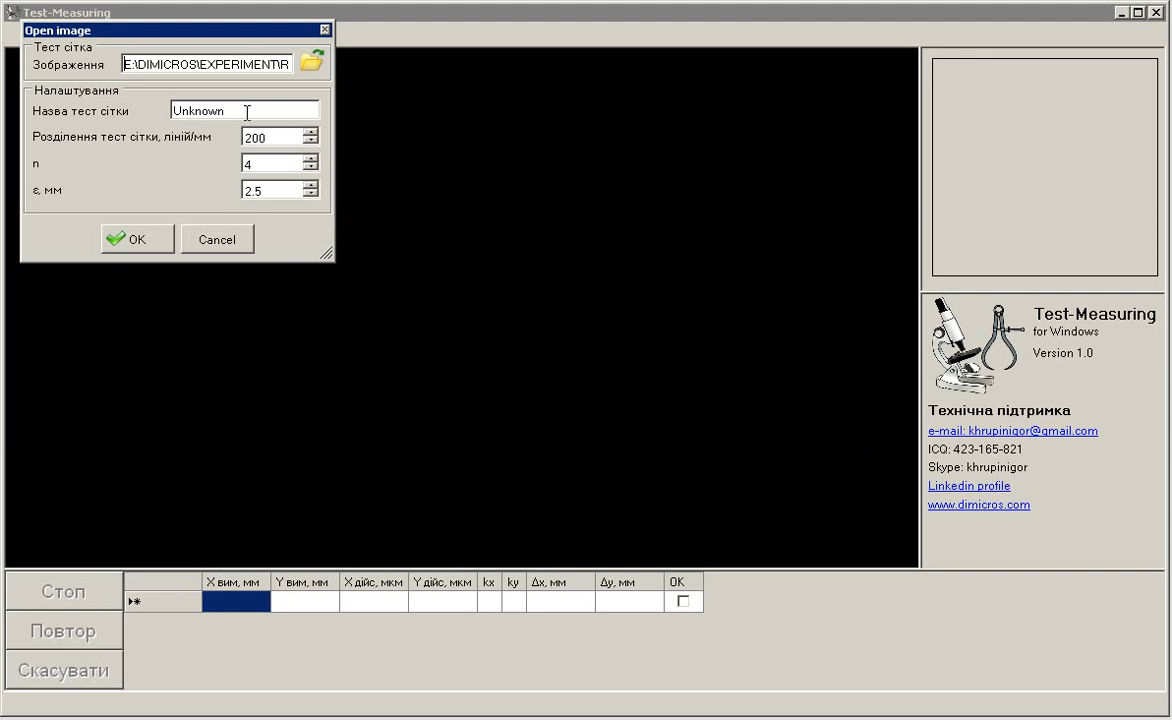 Test-Measuring
Open image
Тест сітка
Зображення E:\DIMICROS\EXPERIMENT\R
Налаштування
Назва тест сітки Unknown
Розділення тест сітки, ліній/мм 200
n 4
ε, мм 2.5
OK Cancel
Test-Measuring
for Windows
Version 1.0
Технічна підтримка
e-mail: khrupinigor@gmail.com
ICQ: 423-165-821
Skype: khrupinigor
Linkedin profile
www.dimicros.com
Стоп
Повтор
Скасувати
X вим, мм Y вим, мм X дійс, мкм Y дійс, мкм kx ky Δx, мм Δy, мм OK